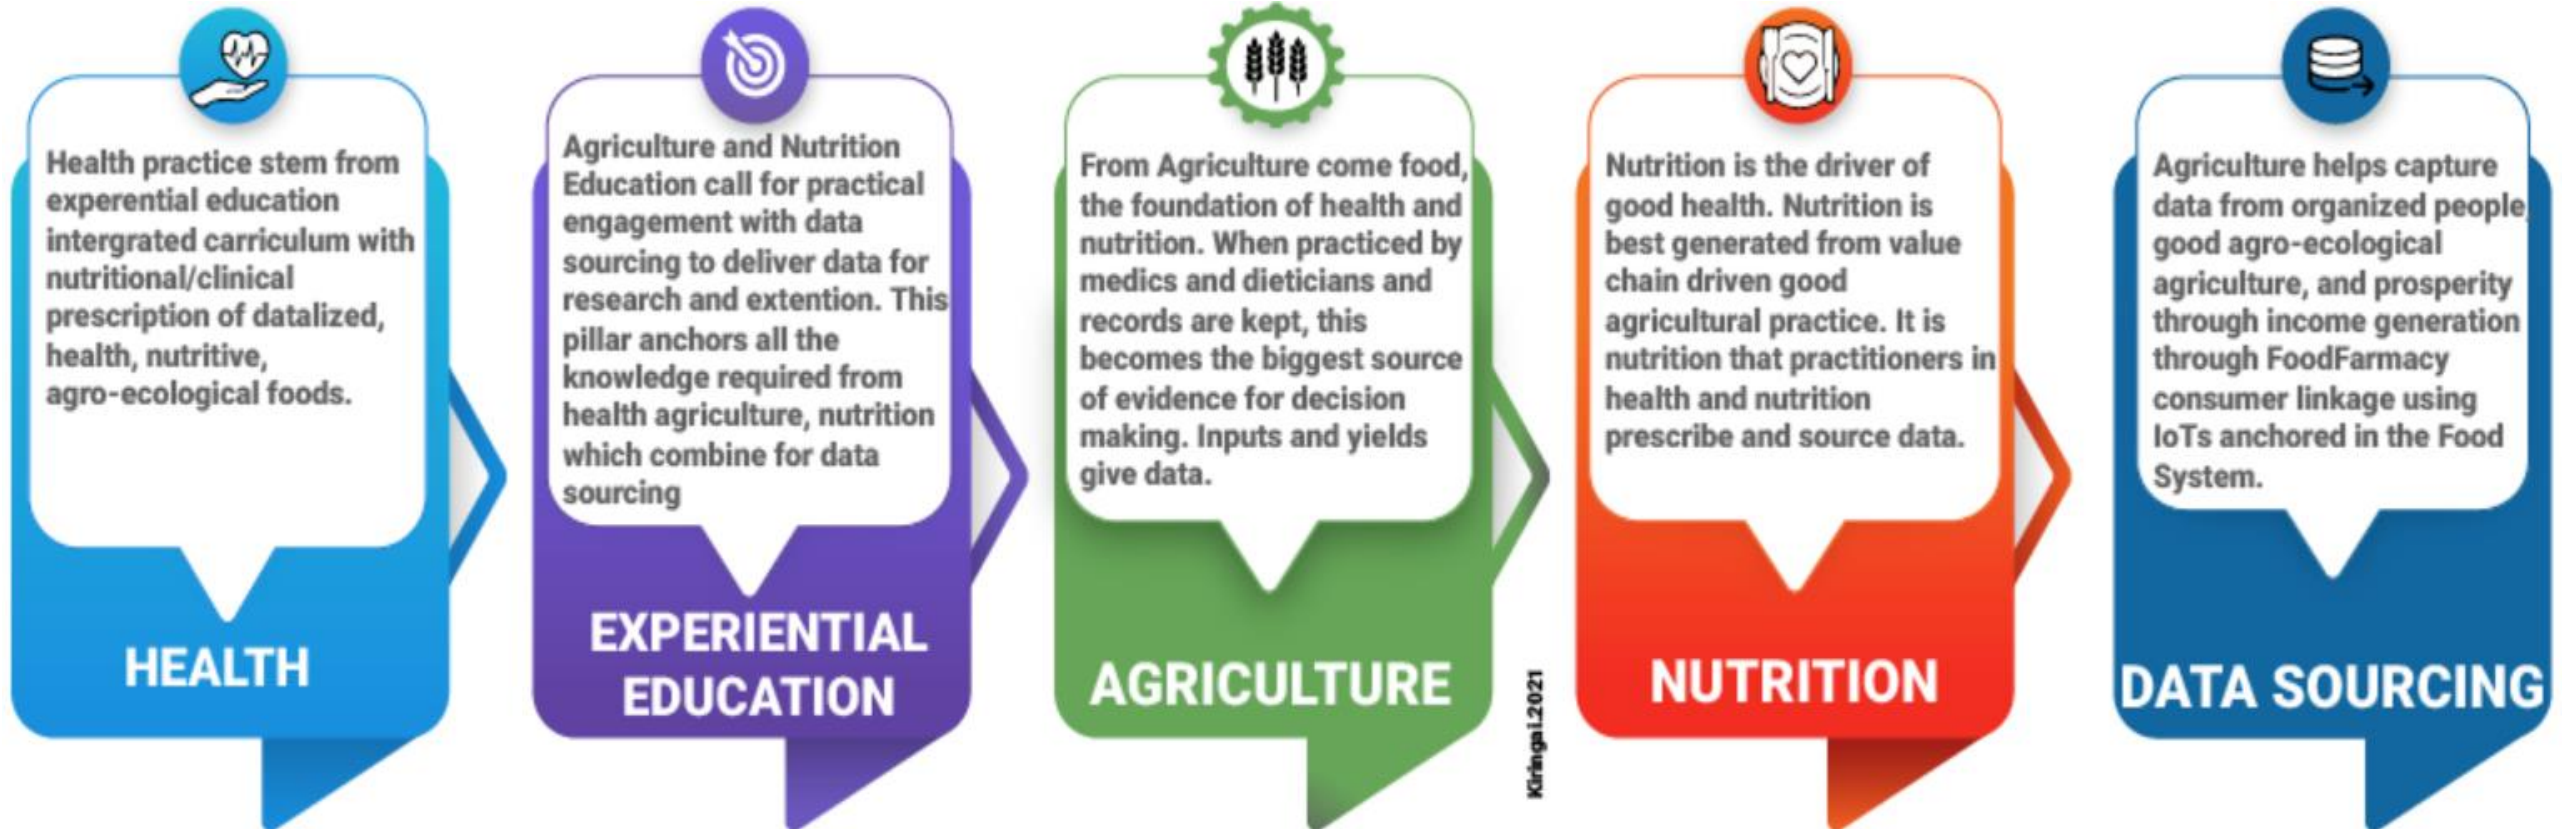 Health practice stem from
experential education
intergrated carriculum with
nutritional/clinical
prescription of datalized,
health, nutritive,
agro-ecological foods.
HEALTH
Agriculture and Nutrition
Education call for practical
engagement with data
sourcing to deliver data for
research and extention. This
pillar anchors all the
knowledge required from
health agriculture, nutrition
which combine for data
sourcing
EXPERIENTIAL
EDUCATION
From Agriculture come food,
the foundation of health and
nutrition. When practiced by
medics and dieticians and
records are kept, this
becomes the biggest source
of evidence for decision
making. Inputs and yields
give data.
AGRICULTURE
Kiringai.2021
Nutrition is the driver of
good health. Nutrition is
best generated from value
chain driven good
agricultural practice. It is
nutrition that practitioners in
health and nutrition
prescribe and source data.
NUTRITION
Agriculture helps capture
data from organized people,
good agro-ecological
agriculture, and prosperity
through income generation
through FoodFarmacy
consumer linkage using
IoTs anchored in the Food
System.
DATA SOURCING